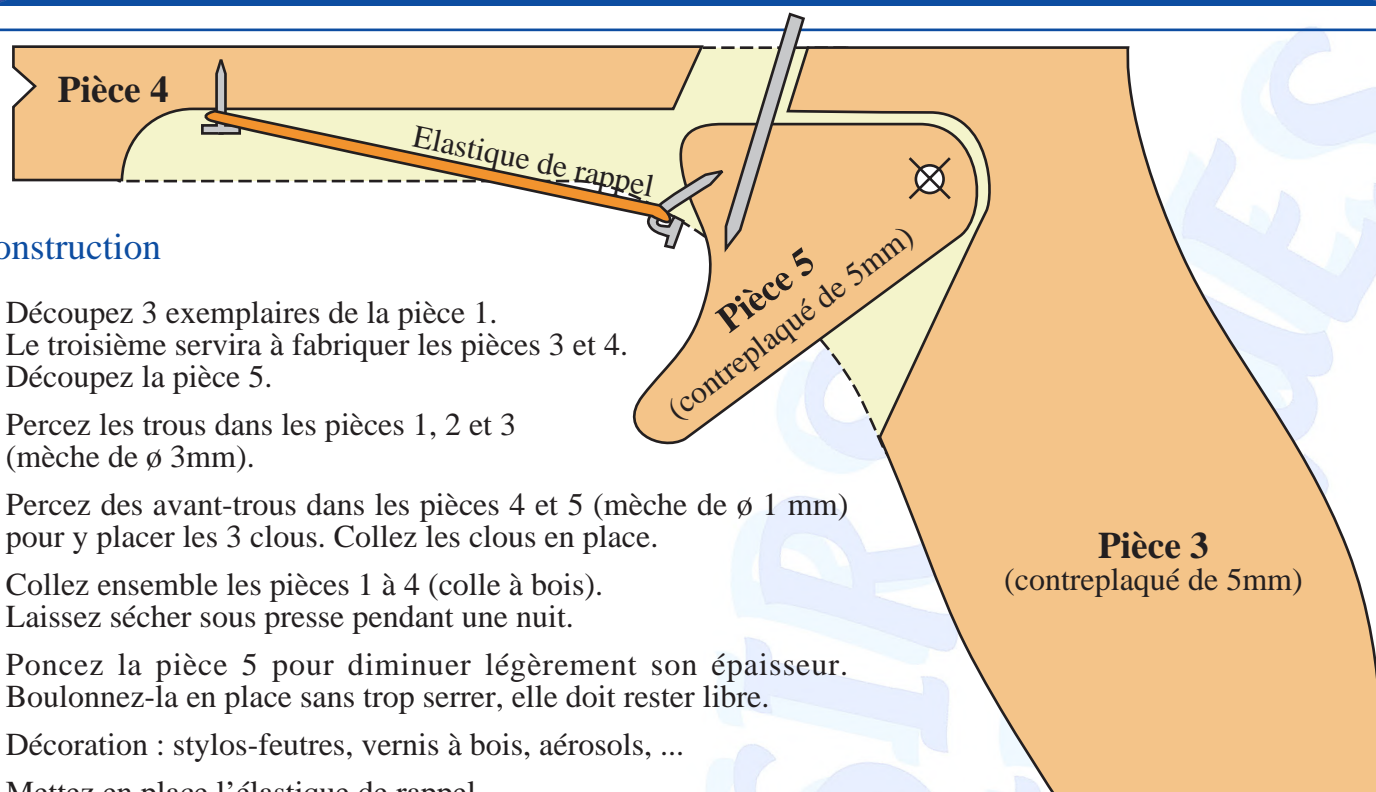 Pièce 4
Elastique de rappel
Pièce 5
(contreplaqué de 5mm)
Pièce 3
(contreplaqué de 5mm)
onstruction
Découpez 3 exemplaires de la pièce 1.
Le troisième servira à fabriquer les pièces 3 et 4.
Découpez la pièce 5.
Percez les trous dans les pièces 1, 2 et 3
(mèche de ø 3mm).
Percez des avant-trous dans les pièces 4 et 5 (mèche de ø 1 mm)
pour y placer les 3 clous. Collez les clous en place.
Collez ensemble les pièces 1 à 4 (colle à bois).
Laissez sécher sous presse pendant une nuit.
Poncez la pièce 5 pour diminuer légèrement son épaisseur.
Boulonnez-la en place sans trop serrer, elle doit rester libre.
Décoration : stylos-feutres, vernis à bois, aérosols, ...
Mettez en place l'élastique de rappel